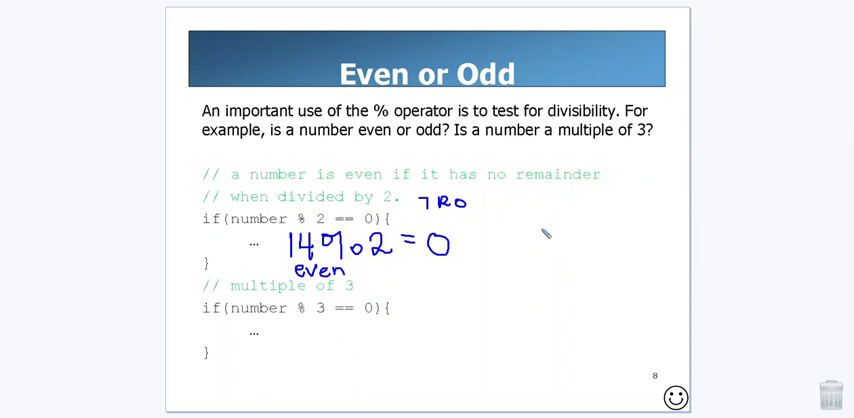 Even or Odd
An important use of the % operator is to test for divisibility. For
example, is a number even or odd? Is a number a multiple of 3?
// a number is even if it has no remainder
// when divided by 2.
7 R0
if(number % 2 == 0){
…
14%2 = 0
even
}
// multiple of 3
if(number % 3 == 0){
…
}
8